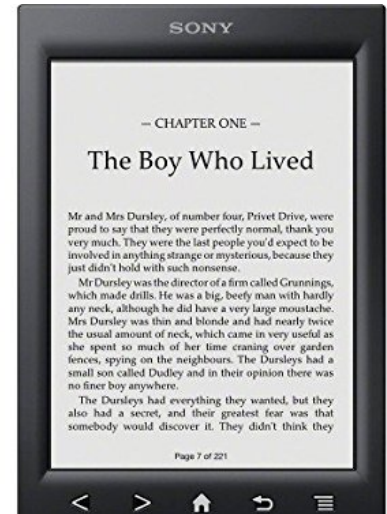 SONY
— CHAPTER ONE —
The Boy Who Lived
Mr and Mrs Dursley, of number four, Privet Drive, were
proud to say that they were perfectly normal, thank you
very much. They were the last people you'd expect to be
involved in anything strange or mysterious, because they
just didn't hold with such nonsense.
Mr Dursley was the director of a firm called Grunnings,
which made drills. He was a big, beefy man with hardly
any neck, although he did have a very large moustache.
Mrs Dursley was thin and blonde and had nearly twice
the usual amount of neck, which came in very useful as
she spent so much of her time craning over garden
fences, spying on the neighbours. The Dursleys had a
small son called Dudley and in their opinion there was
no finer boy anywhere.
The Dursleys had everything they wanted, but they
also had a secret, and their greatest fear was that
somebody would discover it. They didn't think they
Page 7 of 221